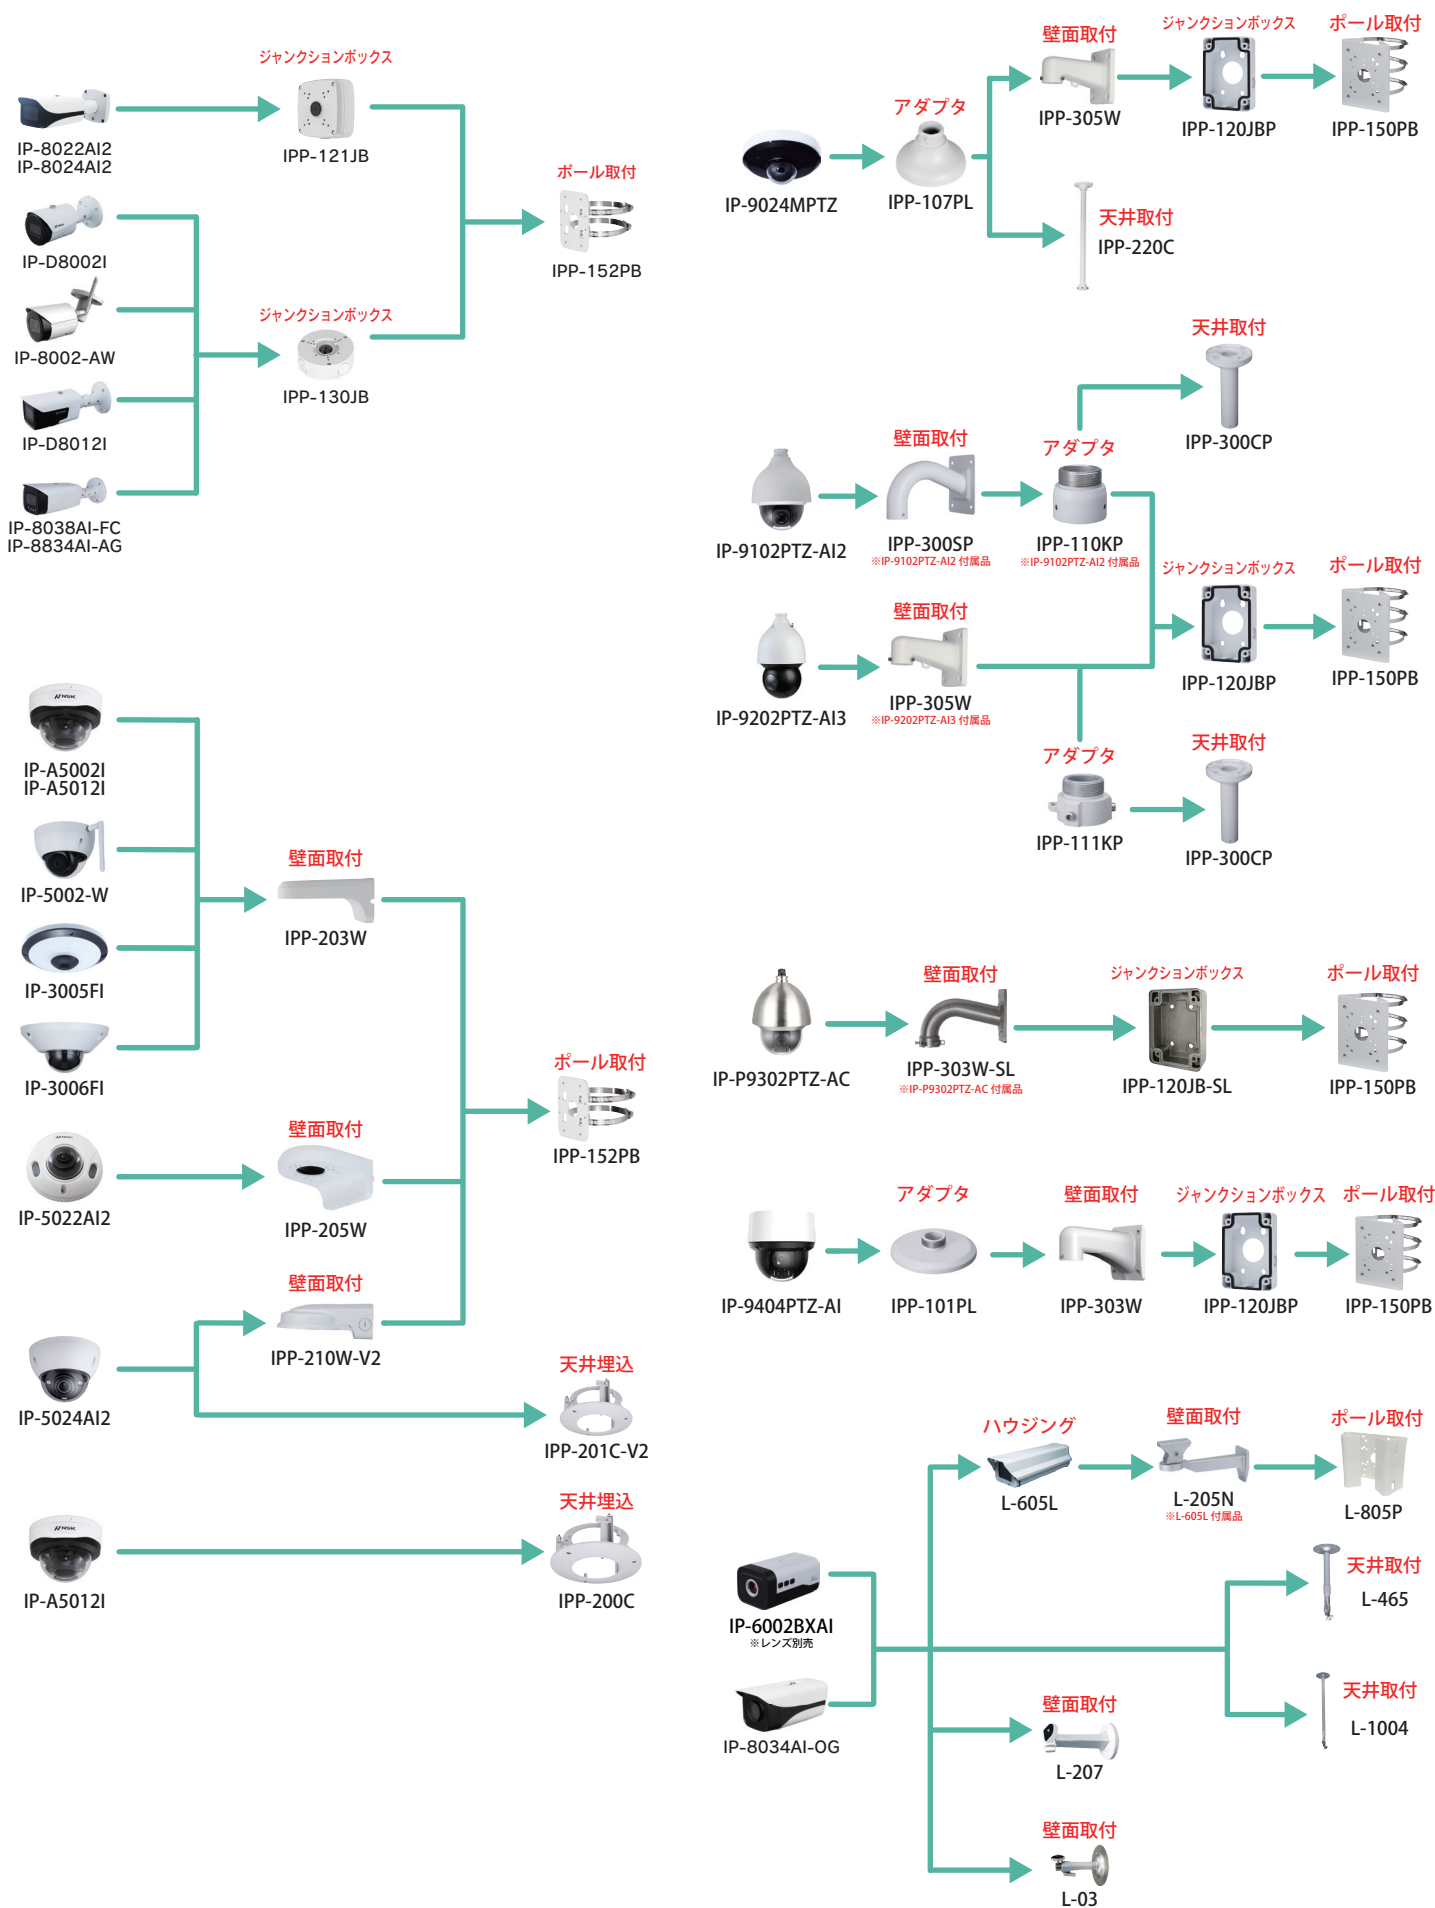 ジャンクションボックス
IP-8022AI2
IP-8024AI2
IPP-121JB
IP-D8002I
ポール取付
IPP-152PB
IP-8002-AW
ジャンクションボックス
IPP-130JB
IP-D8012I
IP-8038AI-FC
IP-8834AI-AG
NSK
IP-A5002I
IP-A5012I
IP-5002-W
壁面取付
IPP-203W
IP-3005FI
IP-3006FI
ポール取付
IPP-152PB
NSK
IP-5022AI2
壁面取付
IPP-205W
壁面取付
IPP-210W-V2
IP-5024AI2
天井埋込
IPP-201C-V2
NSK
IP-A5012I
天井埋込
IPP-200C
IP-9024MPTZ
アダプタ
IPP-107PL
壁面取付
IPP-305W
ジャンクションボックス
IPP-120JBP
ポール取付
IPP-150PB
天井取付
IPP-220C
天井取付
IPP-300CP
IP-9102PTZ-AI2
壁面取付
IPP-300SP
※IP-9102PTZ-AI2 付属品
アダプタ
IPP-110KP
※IP-9102PTZ-AI2 付属品
ジャンクションボックス
IPP-120JBP
ポール取付
IPP-150PB
IP-9202PTZ-AI3
壁面取付
IPP-305W
※IP-9202PTZ-AI3 付属品
アダプタ
IPP-111KP
天井取付
IPP-300CP
IP-P9302PTZ-AC
壁面取付
IPP-303W-SL
※IP-P9302PTZ-AC 付属品
ジャンクションボックス
IPP-120JB-SL
ポール取付
IPP-150PB
IP-9404PTZ-AI
アダプタ
IPP-101PL
壁面取付
IPP-303W
ジャンクションボックス
IPP-120JBP
ポール取付
IPP-150PB
ハウジング
L-605L
壁面取付
L-205N
※L-605L 付属品
ポール取付
L-805P
IP-6002BXAI
※レンズ別売
天井取付
L-465
IP-8034AI-OG
天井取付
L-1004
壁面取付
L-207
壁面取付
L-03